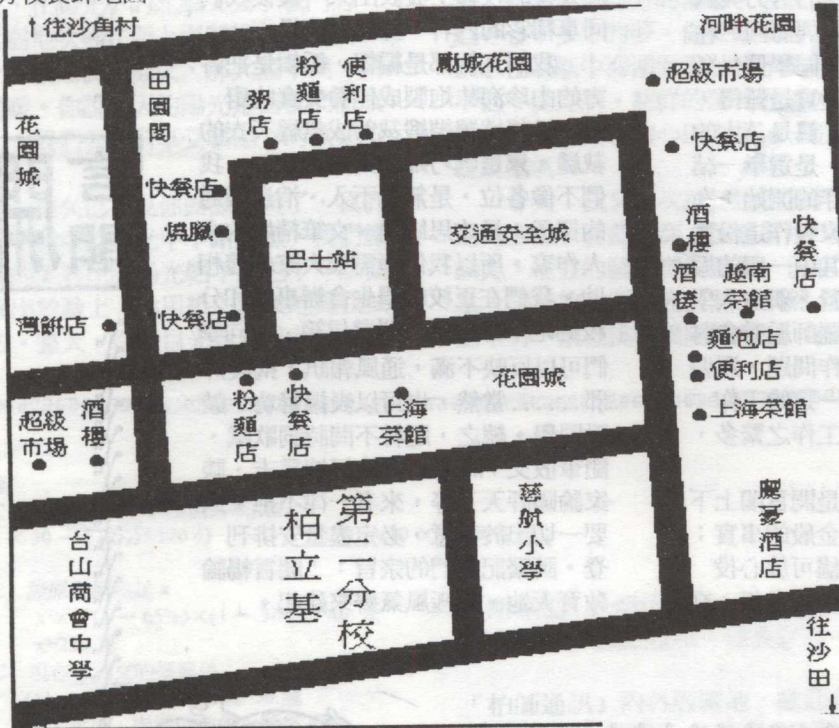 ↑往沙角村
河畔花園
花園城
田園閣
粥店
粉麵店
便利店
勵城花園
超級市場
快餐店
快餐店
燒臘
巴士站
交通安全城
酒樓
酒樓
越南菜館
快餐店
薄餅店
快餐店
麵包店
便利店
花園城
上海菜館
超級市場
酒樓
粉麵店
快餐店
上海菜館
台山商會中學
柏立基
第二分校
慈航小學
麗豪酒店
往沙田↓